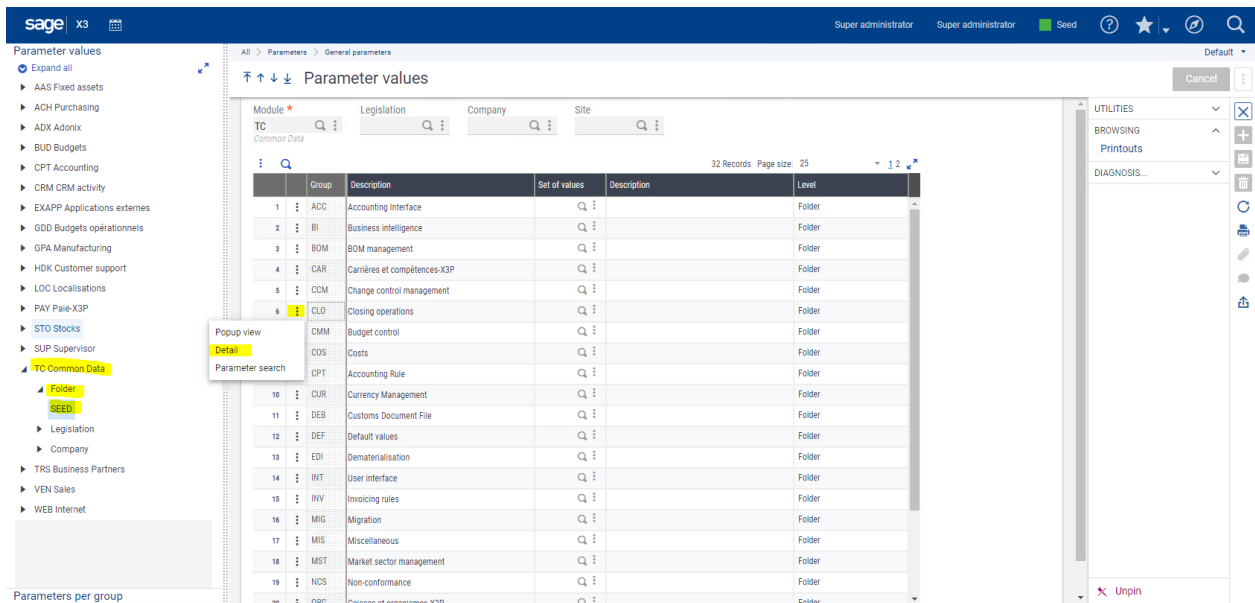 sage X3 Super administrator Super administrator Seed
Parameter values
Expand all
AAS Fixed assets
ACH Purchasing
ADX Adonix
BUD Budgets
CPT Accounting
CRM CRM activity
EXAPP Applications externes
GDD Budgets opérationnels
GPA Manufacturing
HDK Customer support
LOC Localisations
PAY Paie-X3P
STO Stocks
SUP Supervisor
TC Common Data
Folder
SEED
Legislation
Company
TRS Business Partners
VEN Sales
WEB Internet
Parameters per group
All > Parameters > General parameters
Default
Parameter values
Cancel
Module * Legislation Company Site
TC
Common Data
32 Records Page size: 25 1 2
Group Description Set of values Description Level
1 ACC Accounting Interface Folder
2 BI Business intelligence Folder
3 BOM BOM management Folder
4 CAR Carrières et compétences-X3P Folder
5 CCM Change control management Folder
6 CLO Closing operations Folder
CMM Budget control Folder
COS Costs Folder
CPT Accounting Rule Folder
10 CUR Currency Management Folder
11 DEB Customs Document File Folder
12 DEF Default values Folder
13 EDI Dematerialisation Folder
14 INT User interface Folder
15 INV Invoicing rules Folder
16 MIG Migration Folder
17 MIS Miscellaneous Folder
18 MST Market sector management Folder
19 NCS Non-conformance Folder
Popup view
Detail
Parameter search
UTILITIES
BROWSING
Printouts
DIAGNOSIS...
Unpin